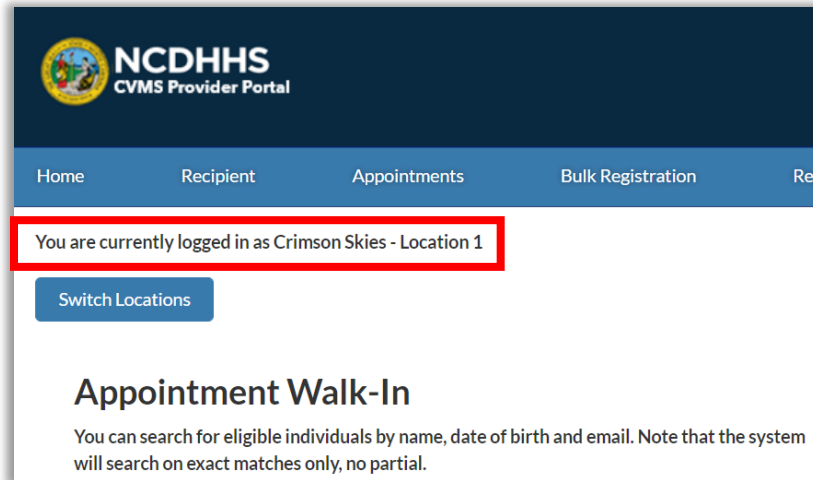 NCDHHS
CVMS Provider Portal
Home Recipient Appointments Bulk Registration Re
You are currently logged in as Crimson Skies - Location 1
Switch Locations
Appointment Walk-In
You can search for eligible individuals by name, date of birth and email. Note that the system
will search on exact matches only, no partial.